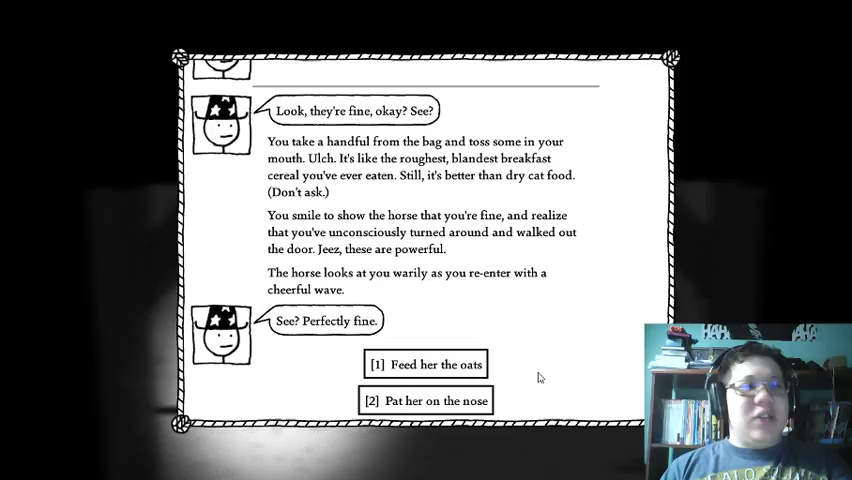 Look, they're fine, okay? See?
You take a handful from the bag and toss some in your
mouth. Ulch. It's like the roughest, blandest breakfast
cereal you've ever eaten. Still, it's better than dry cat food.
(Don't ask.)
You smile to show the horse that you're fine, and realize
that you've unconsciously turned around and walked out
the door. Jeez, these are powerful.
The horse looks at you warily as you re-enter with a
cheerful wave.
See? Perfectly fine.
[1] Feed her the oats
[2] Pat her on the nose
HA
HA